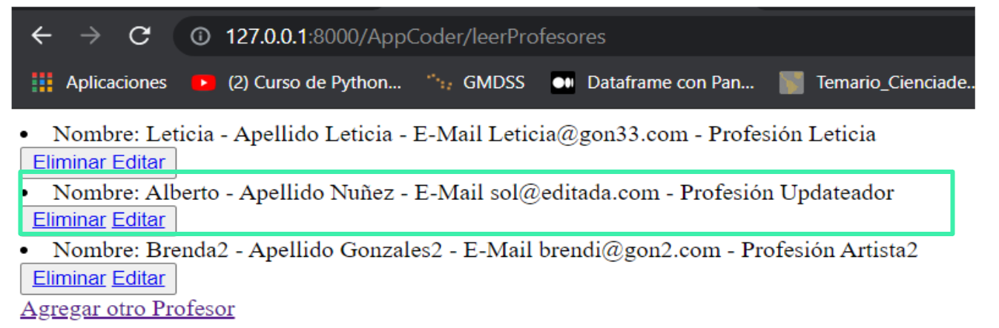 127.0.0.1:8000/AppCoder/leerProfesores
Aplicaciones (2) Curso de Python... GMDSS Dataframe con Pan... Temario_Cienciade...
• Nombre: Leticia - Apellido Leticia - E-Mail Leticia@gon33.com - Profesión Leticia
Eliminar Editar
• Nombre: Alberto - Apellido Nuñez - E-Mail sol@editada.com - Profesión Updateador
Eliminar Editar
• Nombre: Brenda2 - Apellido Gonzales2 - E-Mail brendi@gon2.com - Profesión Artista2
Eliminar Editar
Agregar otro Profesor